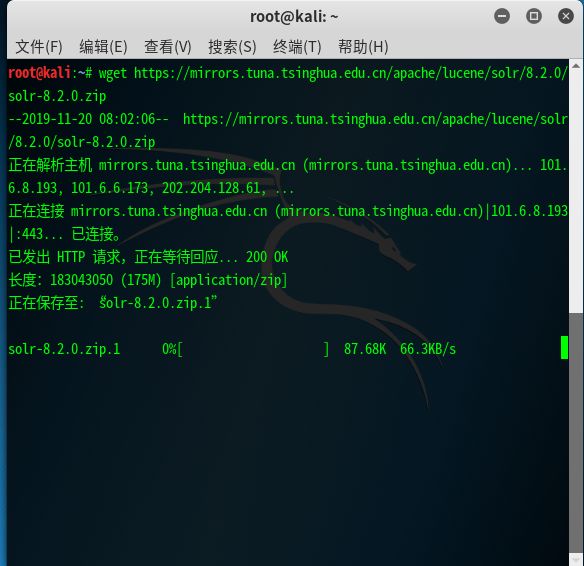 root@kali: ~
文件(F) 编辑(E) 查看(V) 搜索(S) 终端(T) 帮助(H)
root@kali:~# wget https://mirrors.tuna.tsinghua.edu.cn/apache/lucene/solr/8.2.0/
solr-8.2.0.zip
--2019-11-20 08:02:06--  https://mirrors.tuna.tsinghua.edu.cn/apache/lucene/solr
/8.2.0/solr-8.2.0.zip
正在解析主机 mirrors.tuna.tsinghua.edu.cn (mirrors.tuna.tsinghua.edu.cn)... 101.
6.8.193, 101.6.6.173, 202.204.128.61, ...
正在连接 mirrors.tuna.tsinghua.edu.cn (mirrors.tuna.tsinghua.edu.cn)|101.6.8.193
|:443... 已连接。
已发出 HTTP 请求，正在等待回应... 200 OK
长度：183043050 (175M) [application/zip]
正在保存至: “solr-8.2.0.zip.1”
solr-8.2.0.zip.1      0%[                    ]  87.68K  66.3KB/s